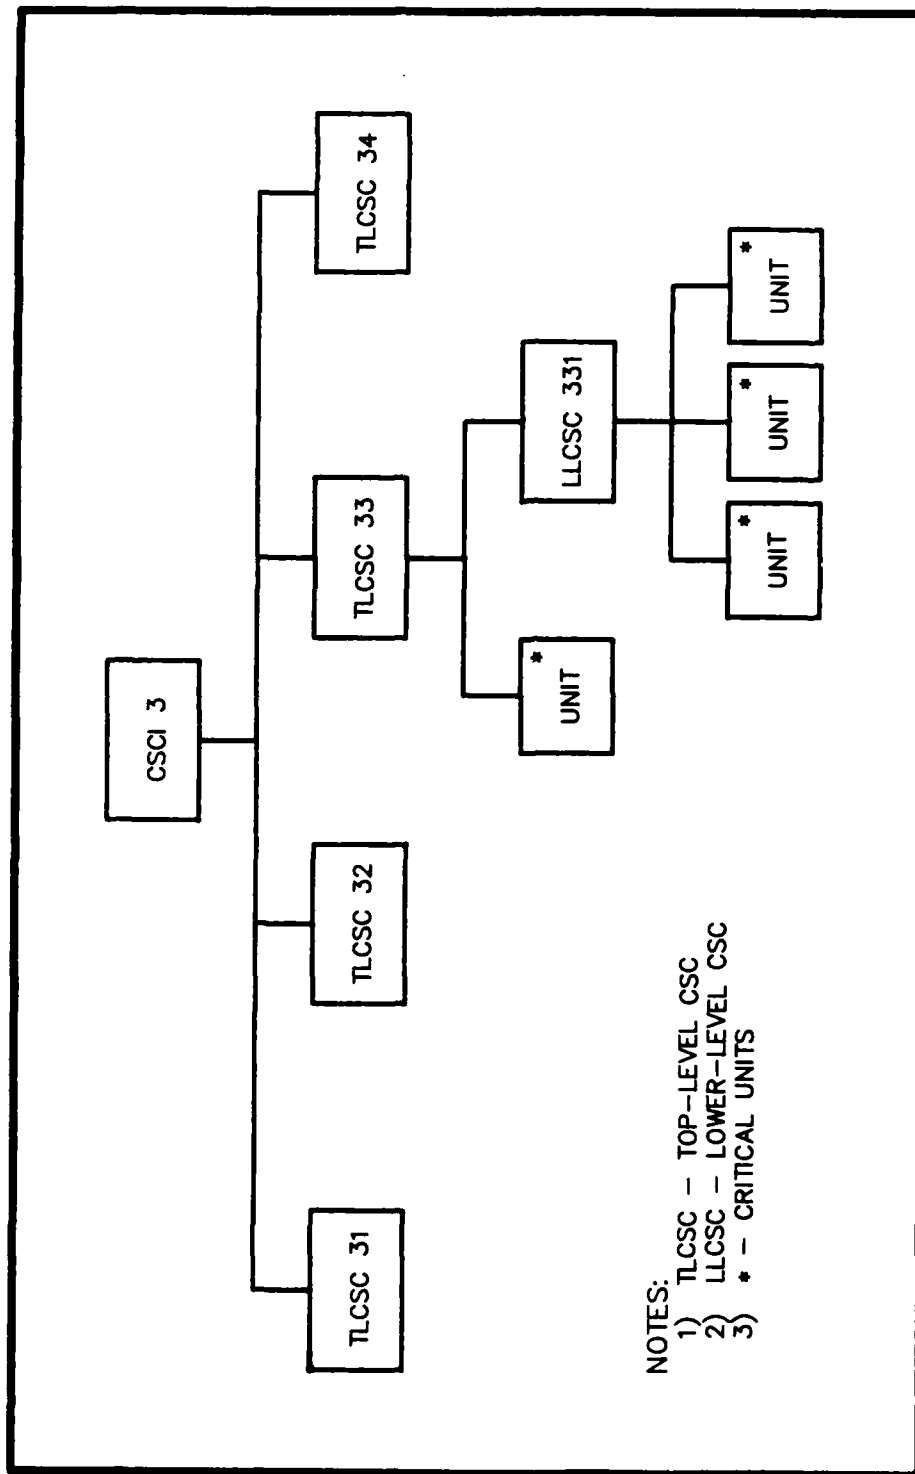 CSCI 3
TLCSC 31
TLCSC 32
TLCSC 33
TLCSC 34
* UNIT
LLCSC 331
* UNIT
* UNIT
* UNIT
NOTES:
1) TLCSC – TOP–LEVEL CSC
2) LLCSC – LOWER–LEVEL CSC
3) * – CRITICAL UNITS